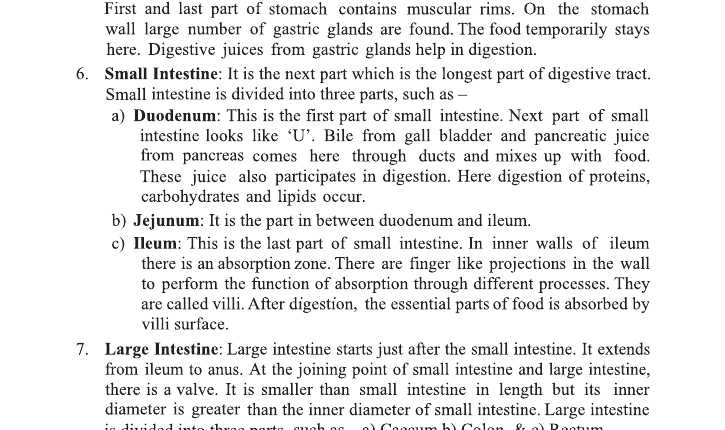 First and last part of stomach contains muscular rims. On the stomach
wall large number of gastric glands are found. The food temporarily stays
here. Digestive juices from gastric glands help in digestion.
6. Small Intestine: It is the next part which is the longest part of digestive tract.
Small intestine is divided into three parts, such as –
a) Duodenum: This is the first part of small intestine. Next part of small
intestine looks like ‘U’. Bile from gall bladder and pancreatic juice
from pancreas comes here through ducts and mixes up with food.
These juice also participates in digestion. Here digestion of proteins,
carbohydrates and lipids occur.
b) Jejunum: It is the part in between duodenum and ileum.
c) Ileum: This is the last part of small intestine. In inner walls of ileum
there is an absorption zone. There are finger like projections in the wall
to perform the function of absorption through different processes. They
are called villi. After digestion, the essential parts of food is absorbed by
villi surface.
7. Large Intestine: Large intestine starts just after the small intestine. It extends
from ileum to anus. At the joining point of small intestine and large intestine,
there is a valve. It is smaller than small intestine in length but its inner
diameter is greater than the inner diameter of small intestine. Large intestine
is divided into three parts, such as – a) Caecum b) Colon & c) Rectum